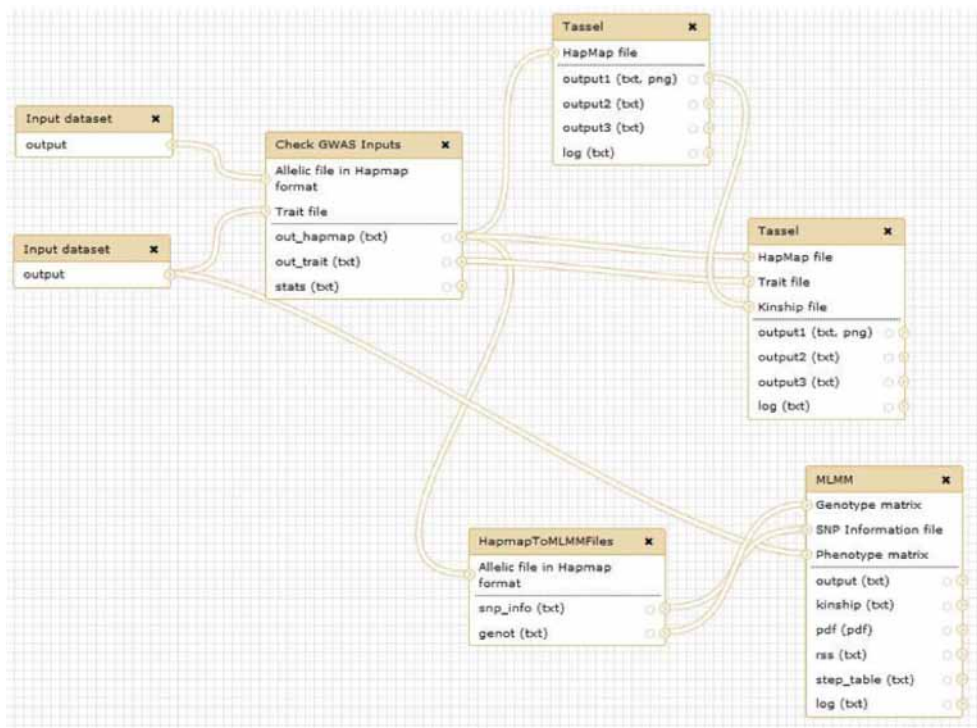 Tassel
HapMap file
output1 (txt, png)
output2 (txt)
output3 (txt)
log (txt)
Input dataset
output
Check GWAS Inputs
Allelic file in Hapmap
format
Trait file
out_hapmap (txt)
out_trait (txt)
stats (txt)
Input dataset
output
Tassel
HapMap file
Trait file
Kinship file
output1 (txt, png)
output2 (txt)
output3 (txt)
log (txt)
HapmapToMLMMFiles
Allelic file in Hapmap
format
snp_info (txt)
genot (txt)
MLMM
Genotype matrix
SNP Information file
Phenotype matrix
output (txt)
kinship (txt)
pdf (pdf)
rss (txt)
step_table (txt)
log (txt)